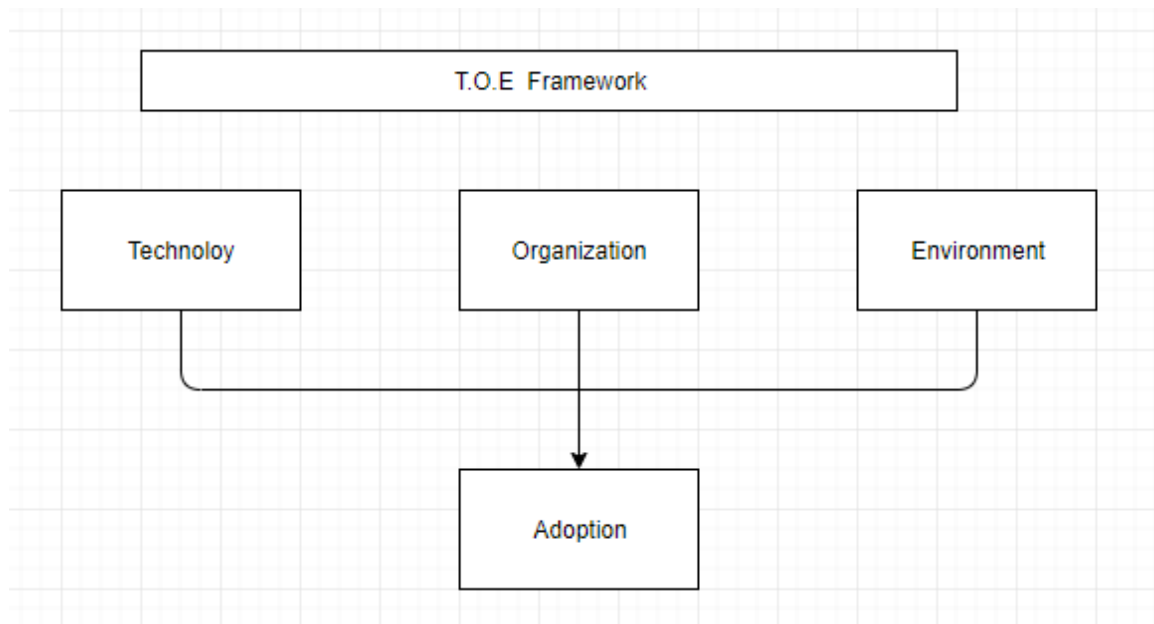 T.O.E Framework
Technoloy
Organization
Environment
Adoption